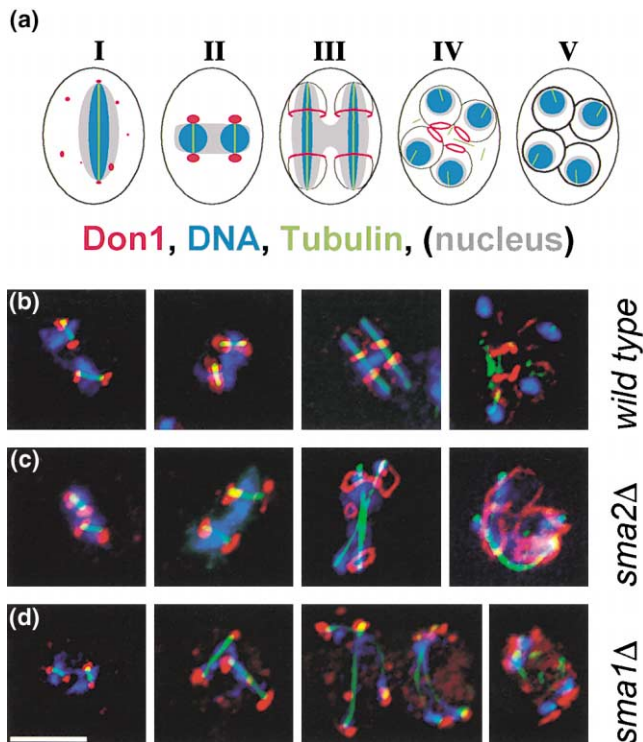 (a)
I II III IV V
Don1, DNA, Tubulin, (nucleus)
(b)
wild type
(c)
sma2Δ
(d)
sma1Δ